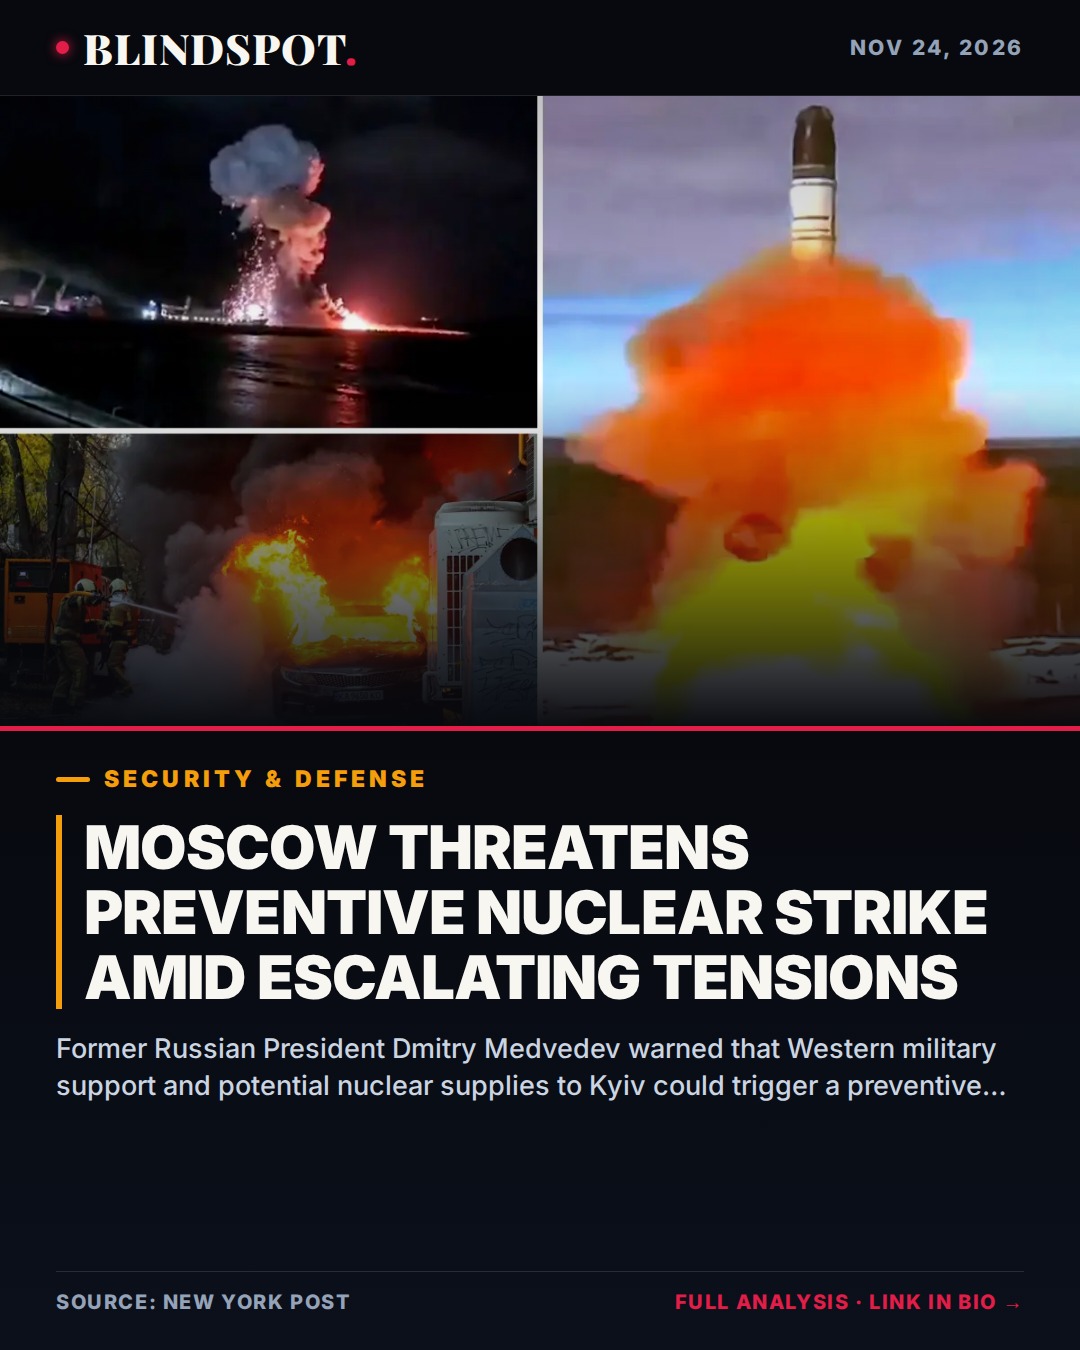 BLINDSPOT.
NOV 24, 2026
SECURITY & DEFENSE
MOSCOW THREATENS
PREVENTIVE NUCLEAR STRIKE
AMID ESCALATING TENSIONS
Former Russian President Dmitry Medvedev warned that Western military
support and potential nuclear supplies to Kyiv could trigger a preventive...
SOURCE: NEW YORK POST
FULL ANALYSIS · LINK IN BIO →